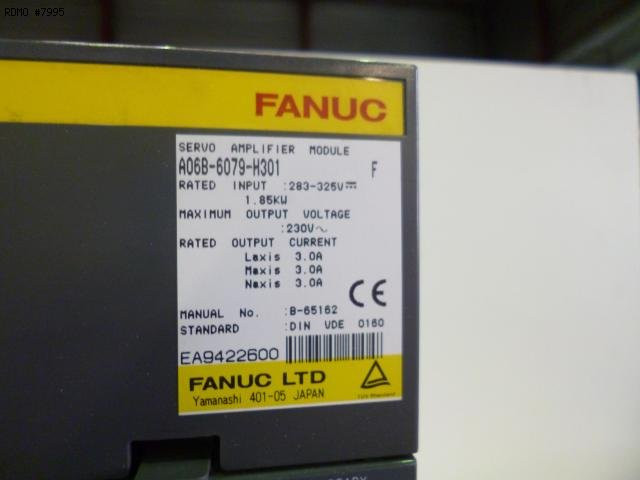 RDMO #7995
FANUC
SERVO AMPLIFIER MODULE
A06B-6079-H301 F
RATED INPUT :283-325V⎓
1.85KW
MAXIMUM OUTPUT VOLTAGE
:230V~
RATED OUTPUT CURRENT
Laxis 3.0A
Maxis 3.0A
Naxis 3.0A
CE
MANUAL No. :B-65162
STANDARD :DIN VDE 0160
EA9422600
FANUC LTD
Yamanashi 401-05 JAPAN